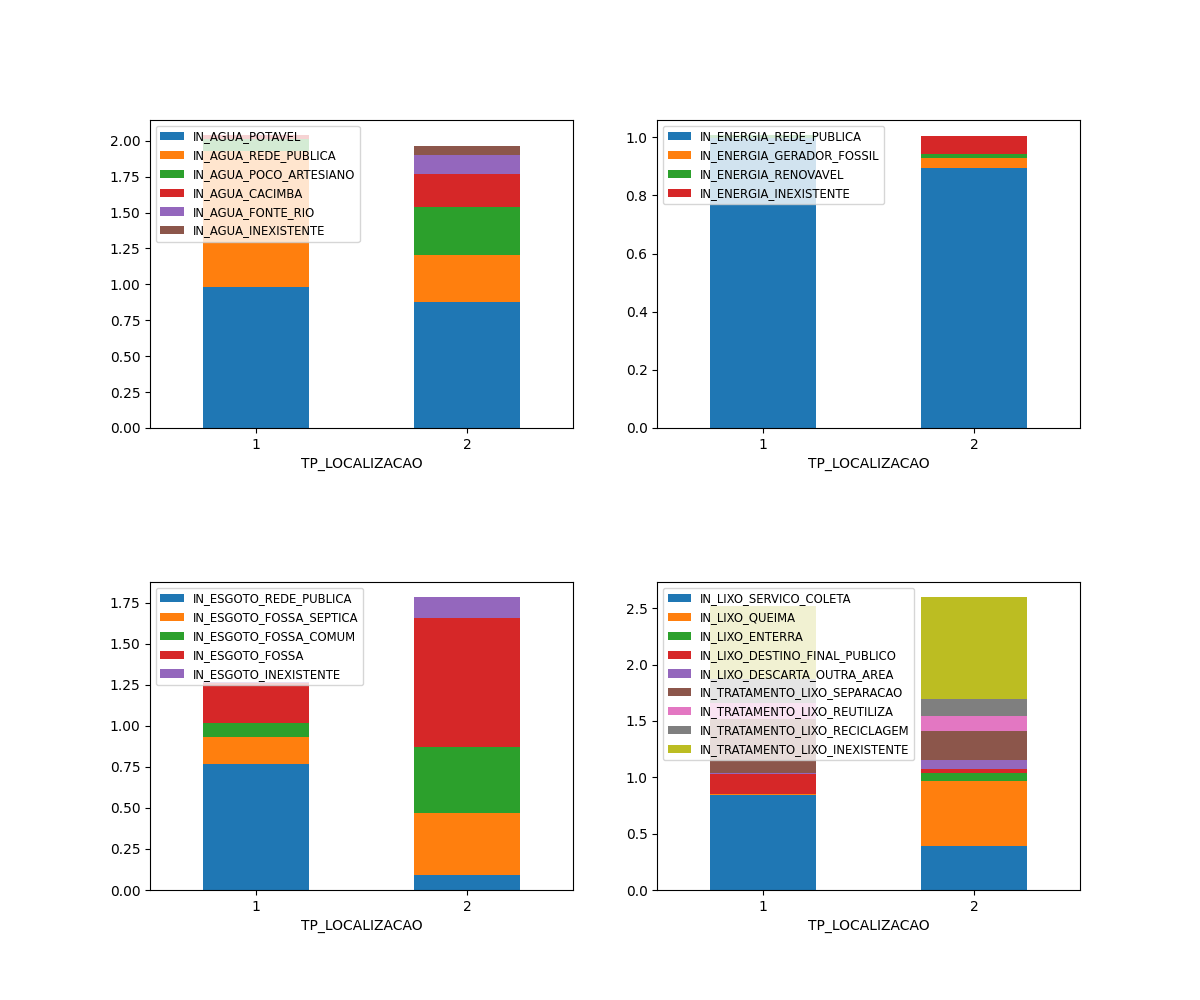 2.00
1.75
1.50
1.25
1.00
0.75
0.50
0.25
0.00
IN_AGUA_POTAVEL
IN_AGUA_REDE_PUBLICA
IN_AGUA_POCO_ARTESIANO
IN_AGUA_CACIMBA
IN_AGUA_FONTE_RIO
IN_AGUA_INEXISTENTE
1 2
TP_LOCALIZACAO
1.0
0.8
0.6
0.4
0.2
0.0
IN_ENERGIA_REDE_PUBLICA
IN_ENERGIA_GERADOR_FOSSIL
IN_ENERGIA_RENOVAVEL
IN_ENERGIA_INEXISTENTE
1 2
TP_LOCALIZACAO
1.75
1.50
1.25
1.00
0.75
0.50
0.25
0.00
IN_ESGOTO_REDE_PUBLICA
IN_ESGOTO_FOSSA_SEPTICA
IN_ESGOTO_FOSSA_COMUM
IN_ESGOTO_FOSSA
IN_ESGOTO_INEXISTENTE
1 2
TP_LOCALIZACAO
2.5
2.0
1.5
1.0
0.5
0.0
IN_LIXO_SERVICO_COLETA
IN_LIXO_QUEIMA
IN_LIXO_ENTERRA
IN_LIXO_DESTINO_FINAL_PUBLICO
IN_LIXO_DESCARTA_OUTRA_AREA
IN_TRATAMENTO_LIXO_SEPARACAO
IN_TRATAMENTO_LIXO_REUTILIZA
IN_TRATAMENTO_LIXO_RECICLAGEM
IN_TRATAMENTO_LIXO_INEXISTENTE
1 2
TP_LOCALIZACAO